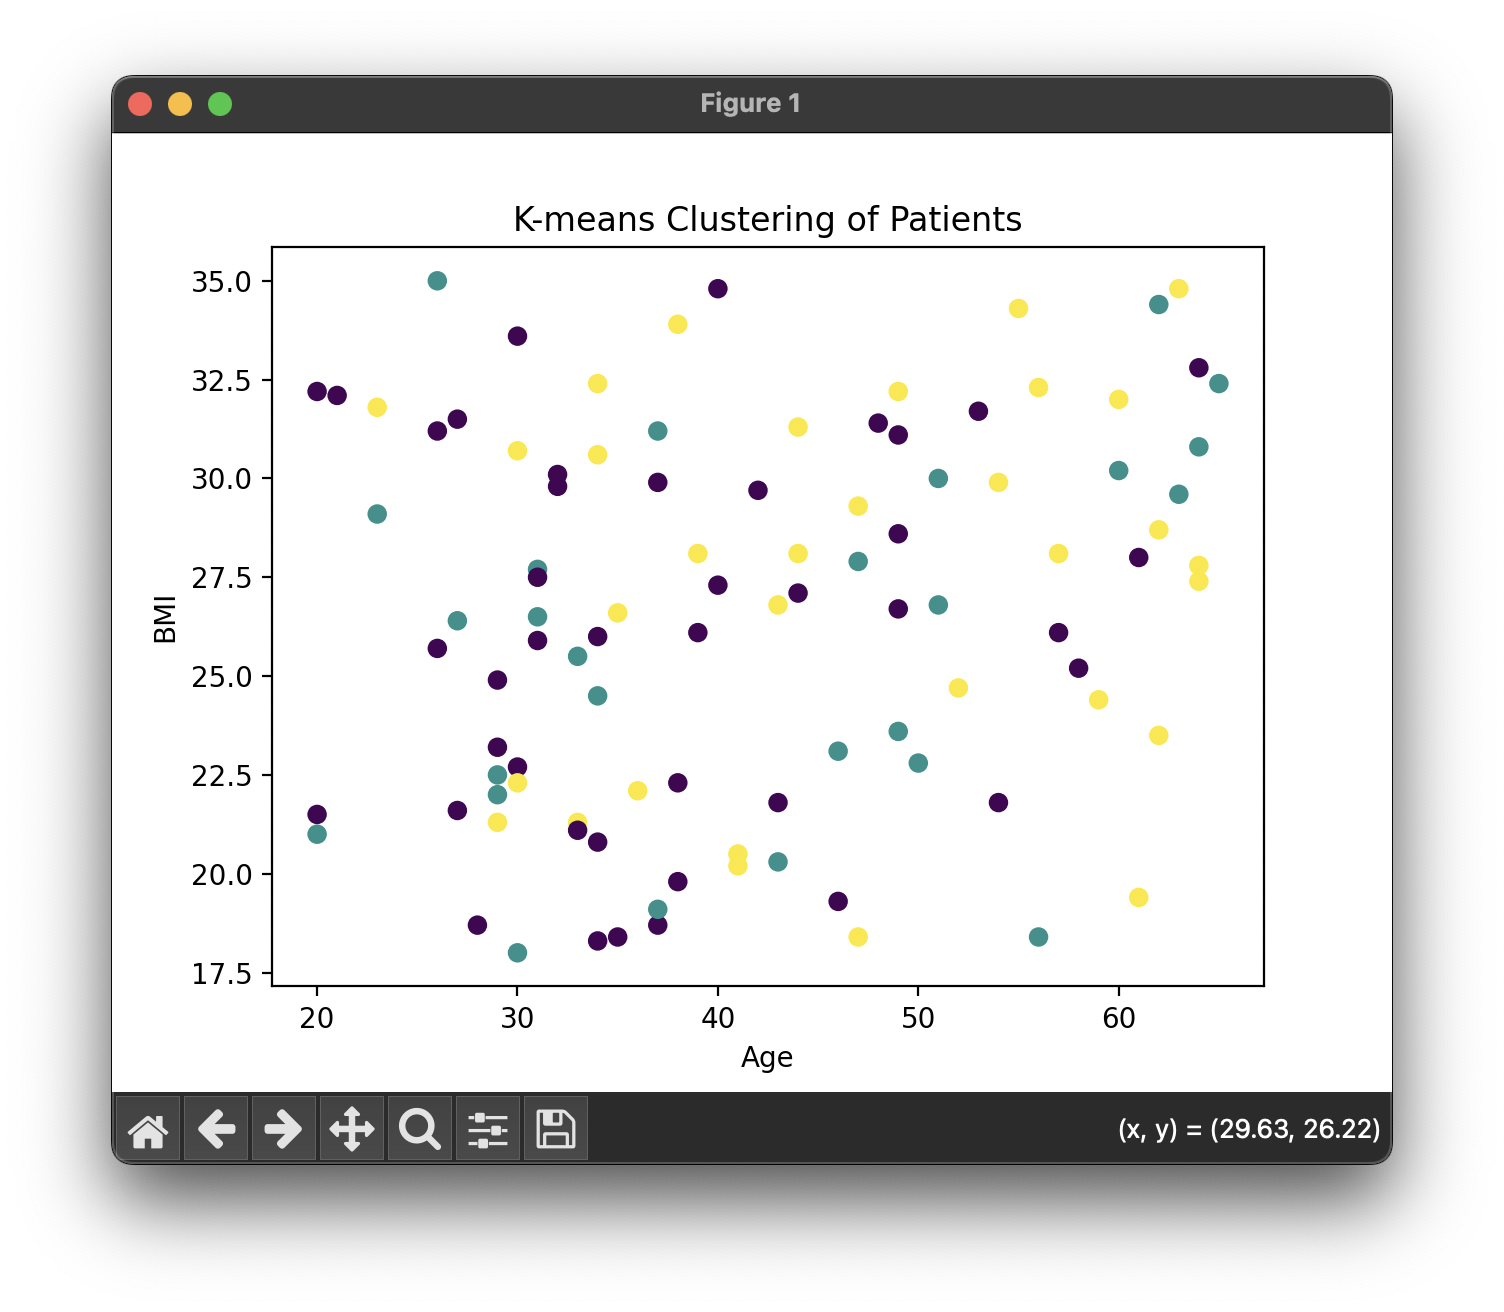 Figure 1
K-means Clustering of Patients
35.0
32.5
30.0
27.5
25.0
22.5
20.0
17.5
BMI
20 30 40 50 60
Age
(x, y) = (29.63, 26.22)